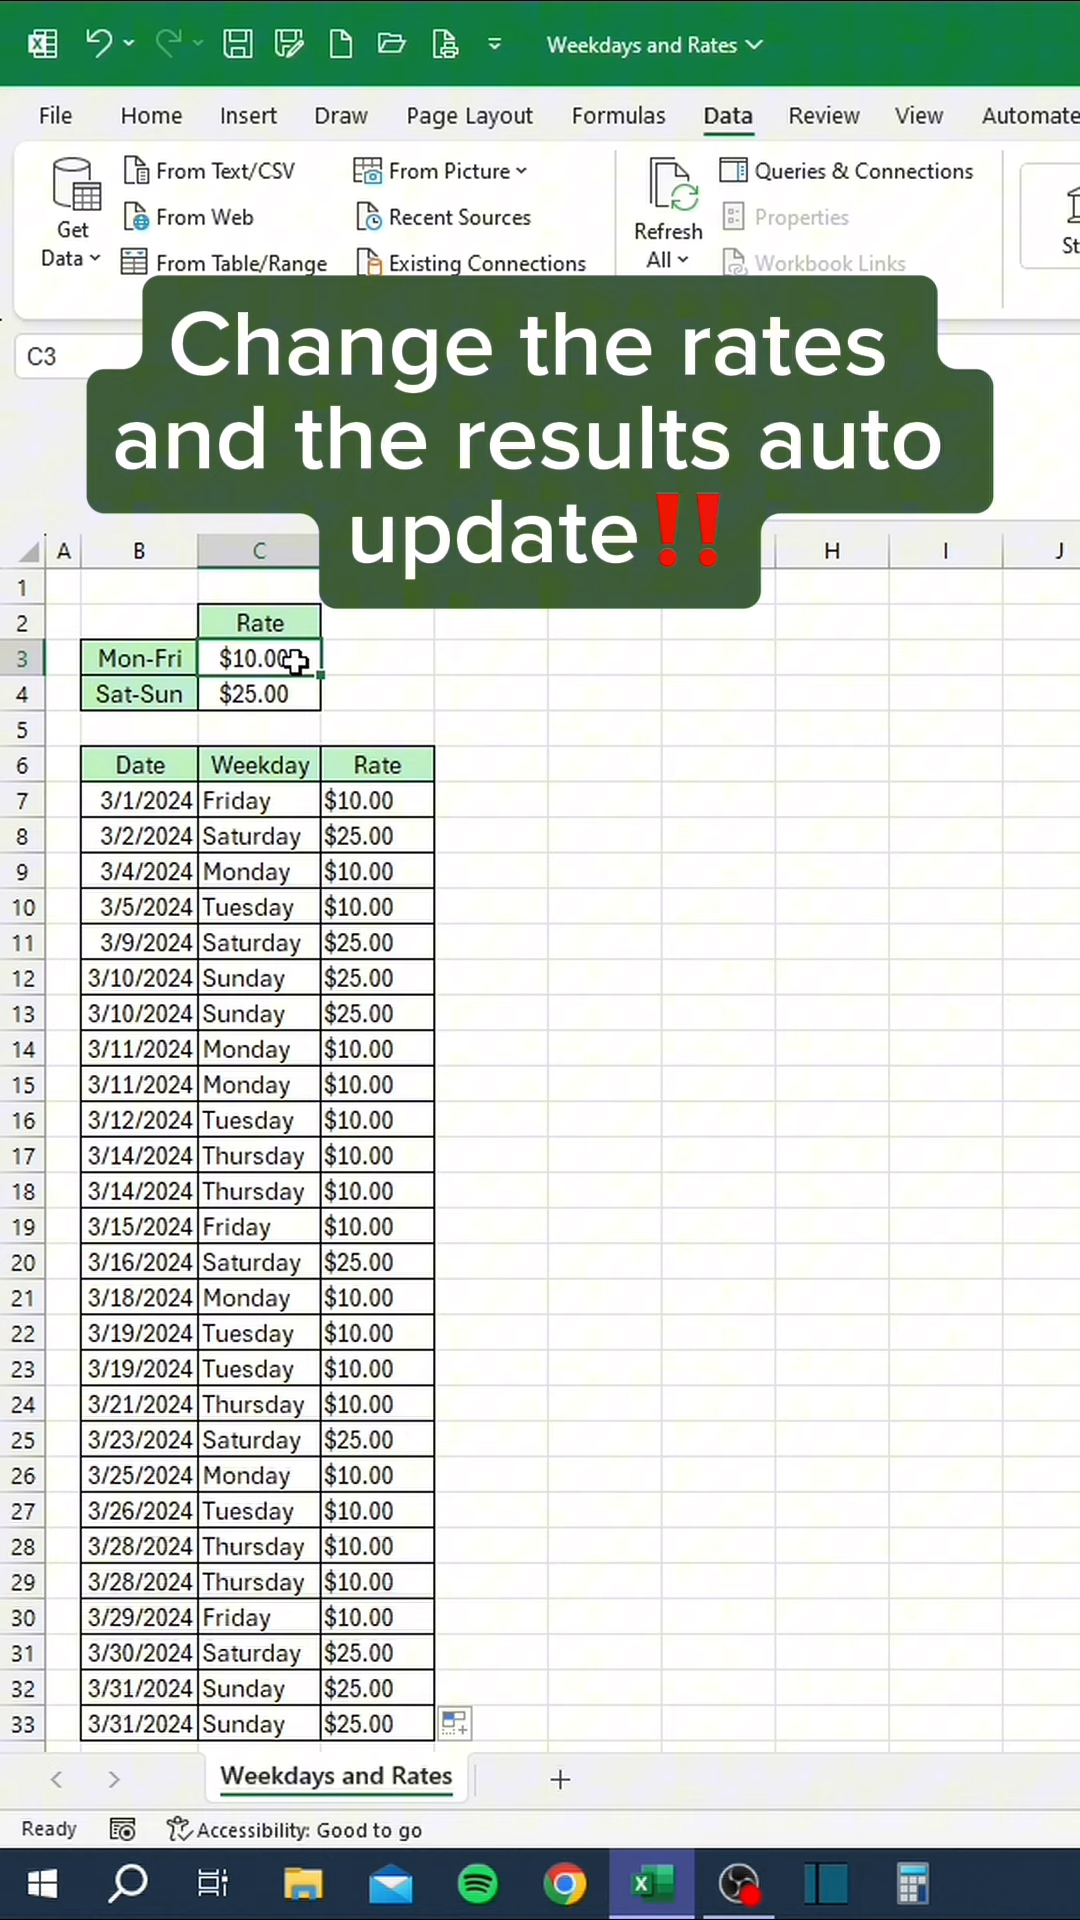 Weekdays and Rates
File Home Insert Draw Page Layout Formulas Data Review View Automate
From Text/CSV From Picture Queries & Connections
Get Data From Web Recent Sources Refresh All Properties
From Table/Range Existing Connections Workbook Links
St
C3
Change the rates
and the results auto
update‼️
A B C H I J
1
2 Rate
3 Mon-Fri $10.00
4 Sat-Sun $25.00
5
6 Date Weekday Rate
7 3/1/2024 Friday $10.00
8 3/2/2024 Saturday $25.00
9 3/4/2024 Monday $10.00
10 3/5/2024 Tuesday $10.00
11 3/9/2024 Saturday $25.00
12 3/10/2024 Sunday $25.00
13 3/10/2024 Sunday $25.00
14 3/11/2024 Monday $10.00
15 3/11/2024 Monday $10.00
16 3/12/2024 Tuesday $10.00
17 3/14/2024 Thursday $10.00
18 3/14/2024 Thursday $10.00
19 3/15/2024 Friday $10.00
20 3/16/2024 Saturday $25.00
21 3/18/2024 Monday $10.00
22 3/19/2024 Tuesday $10.00
23 3/19/2024 Tuesday $10.00
24 3/21/2024 Thursday $10.00
25 3/23/2024 Saturday $25.00
26 3/25/2024 Monday $10.00
27 3/26/2024 Tuesday $10.00
28 3/28/2024 Thursday $10.00
29 3/28/2024 Thursday $10.00
30 3/29/2024 Friday $10.00
31 3/30/2024 Saturday $25.00
32 3/31/2024 Sunday $25.00
33 3/31/2024 Sunday $25.00
Weekdays and Rates
Ready Accessibility: Good to go